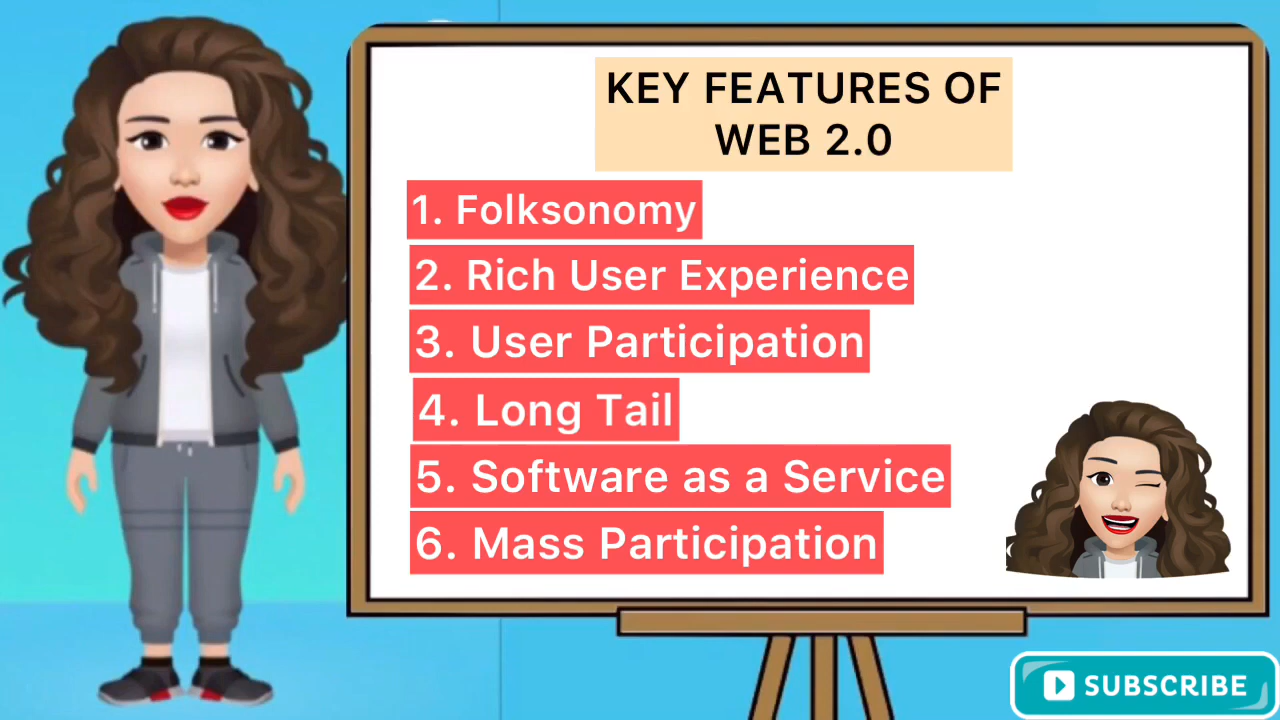 KEY FEATURES OF
WEB 2.0
1. Folksonomy
2. Rich User Experience
3. User Participation
4. Long Tail
5. Software as a Service
6. Mass Participation
SUBSCRIBE